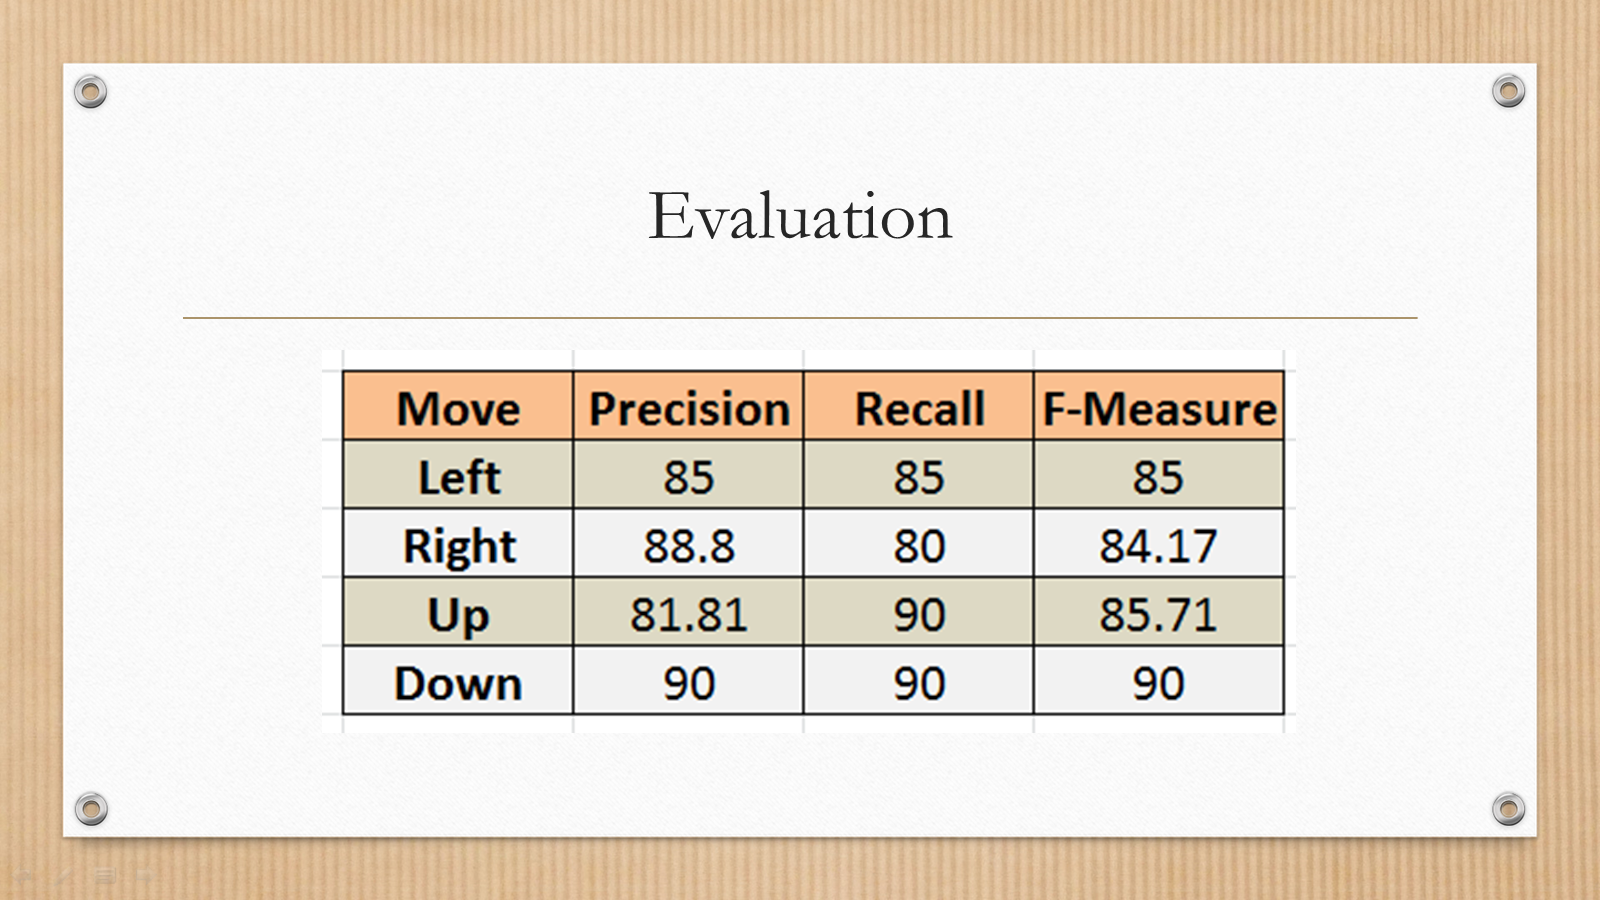 Evaluation
Move Precision Recall F-Measure
Left 85 85 85
Right 88.8 80 84.17
Up 81.81 90 85.71
Down 90 90 90